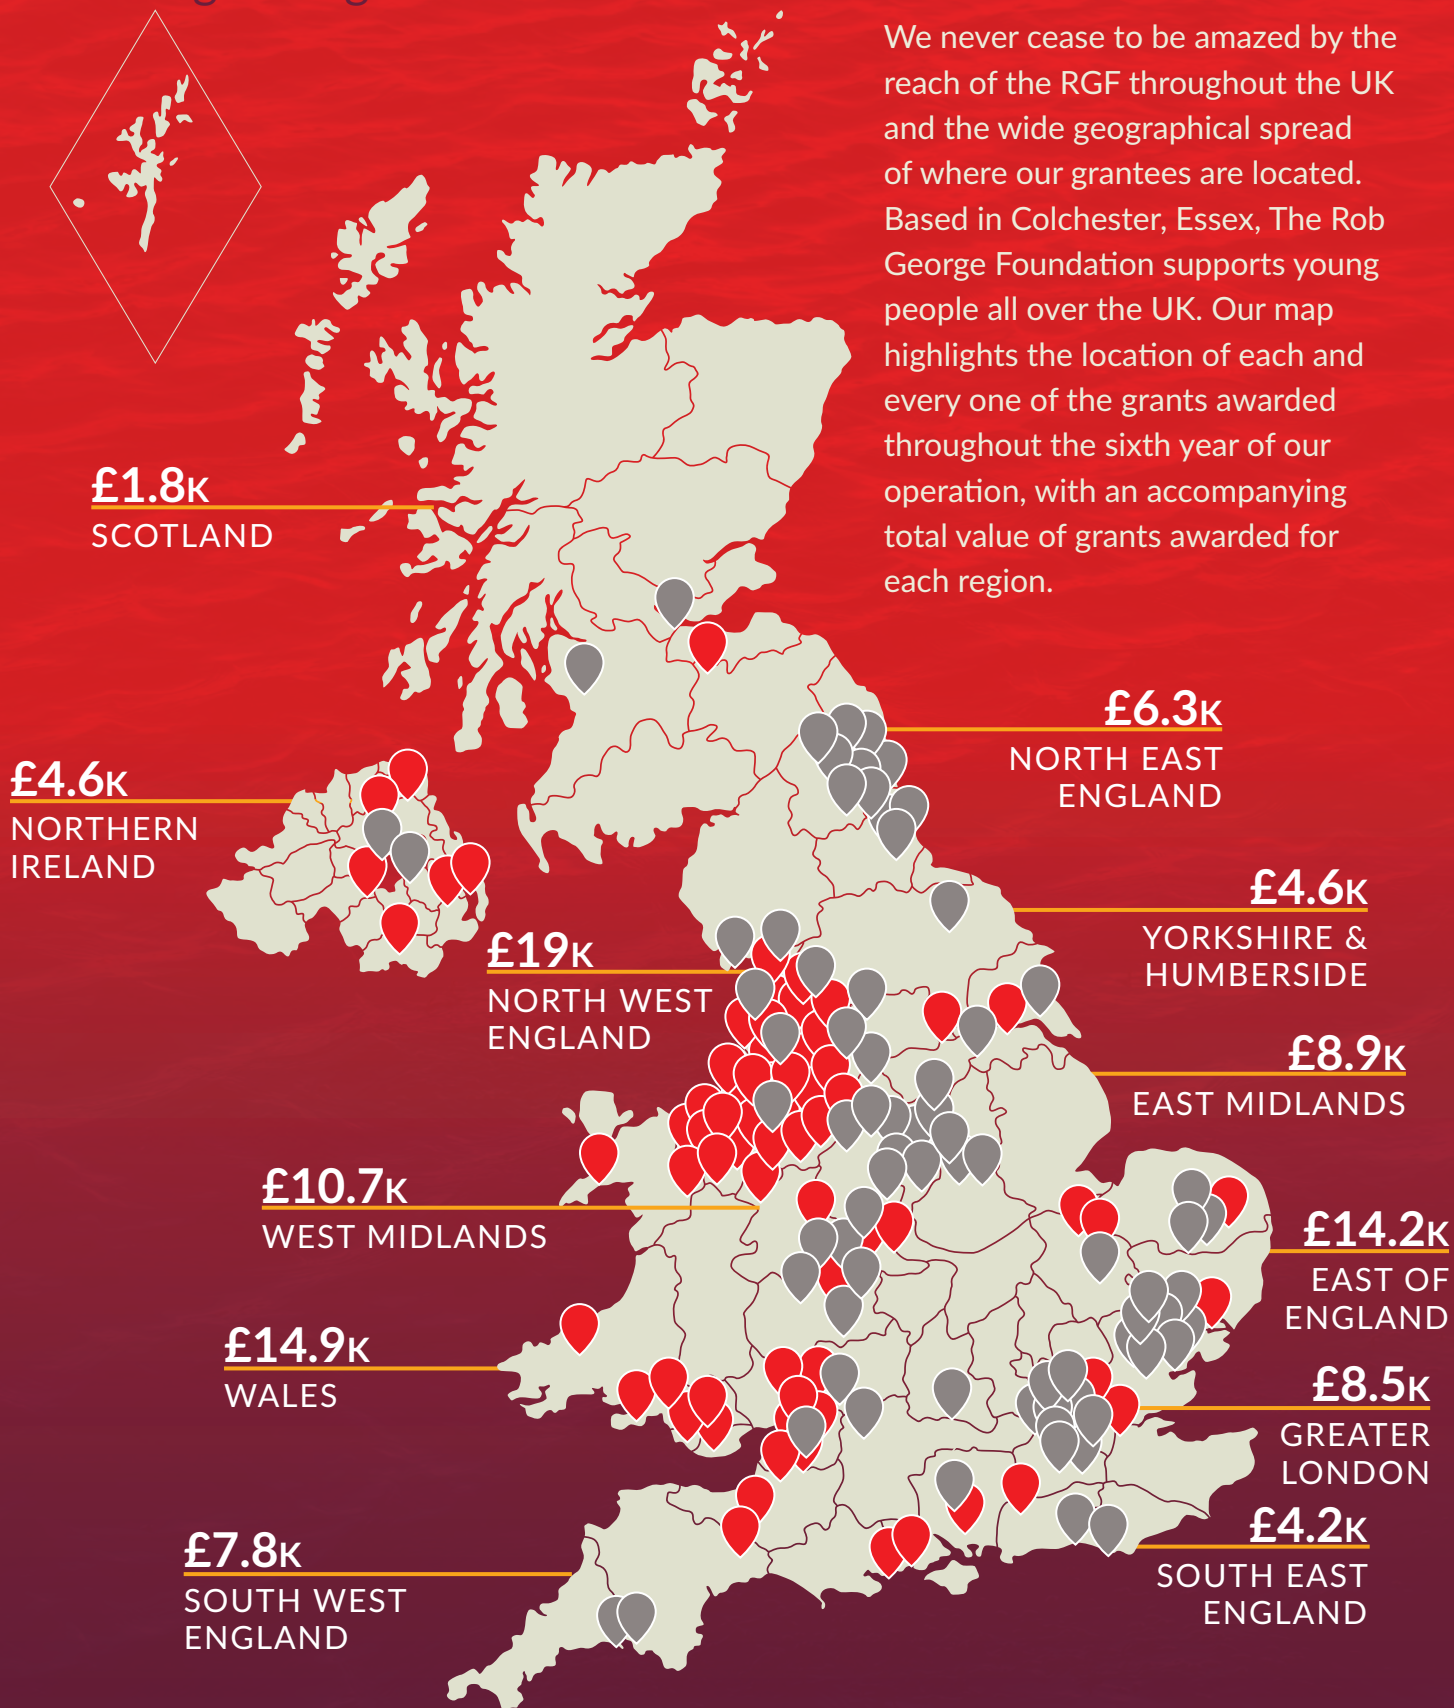 We never cease to be amazed by the
reach of the RGF throughout the UK
and the wide geographical spread
of where our grantees are located.
Based in Colchester, Essex, The Rob
George Foundation supports young
people all over the UK. Our map
highlights the location of each and
every one of the grants awarded
throughout the sixth year of our
operation, with an accompanying
total value of grants awarded for
each region.
£1.8K
SCOTLAND
£6.3K
NORTH EAST
ENGLAND
£4.6K
NORTHERN
IRELAND
£4.6K
YORKSHIRE &
HUMBERSIDE
£19K
NORTH WEST
ENGLAND
£8.9K
EAST MIDLANDS
£10.7K
WEST MIDLANDS
£14.2K
EAST OF
ENGLAND
£14.9K
WALES
£8.5K
GREATER
LONDON
£4.2K
SOUTH EAST
ENGLAND
£7.8K
SOUTH WEST
ENGLAND